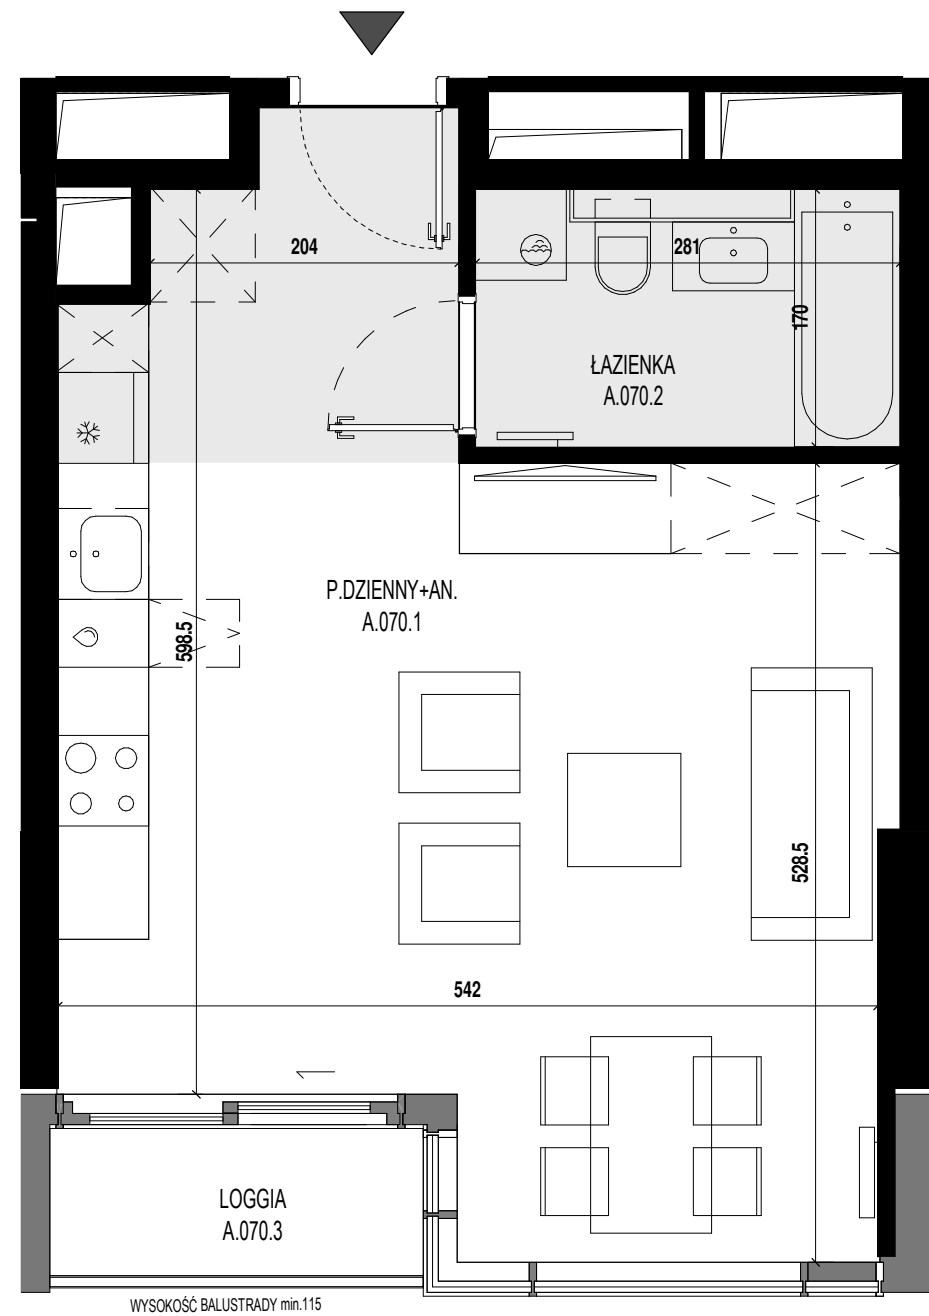 204
281
170
ŁAZIENKA
A.070.2
P.DZIENNY+AN.
A.070.1
598.5
528.5
542
LOGGIA
A.070.3
WYSOKOŚĆ BALUSTRADY min.115